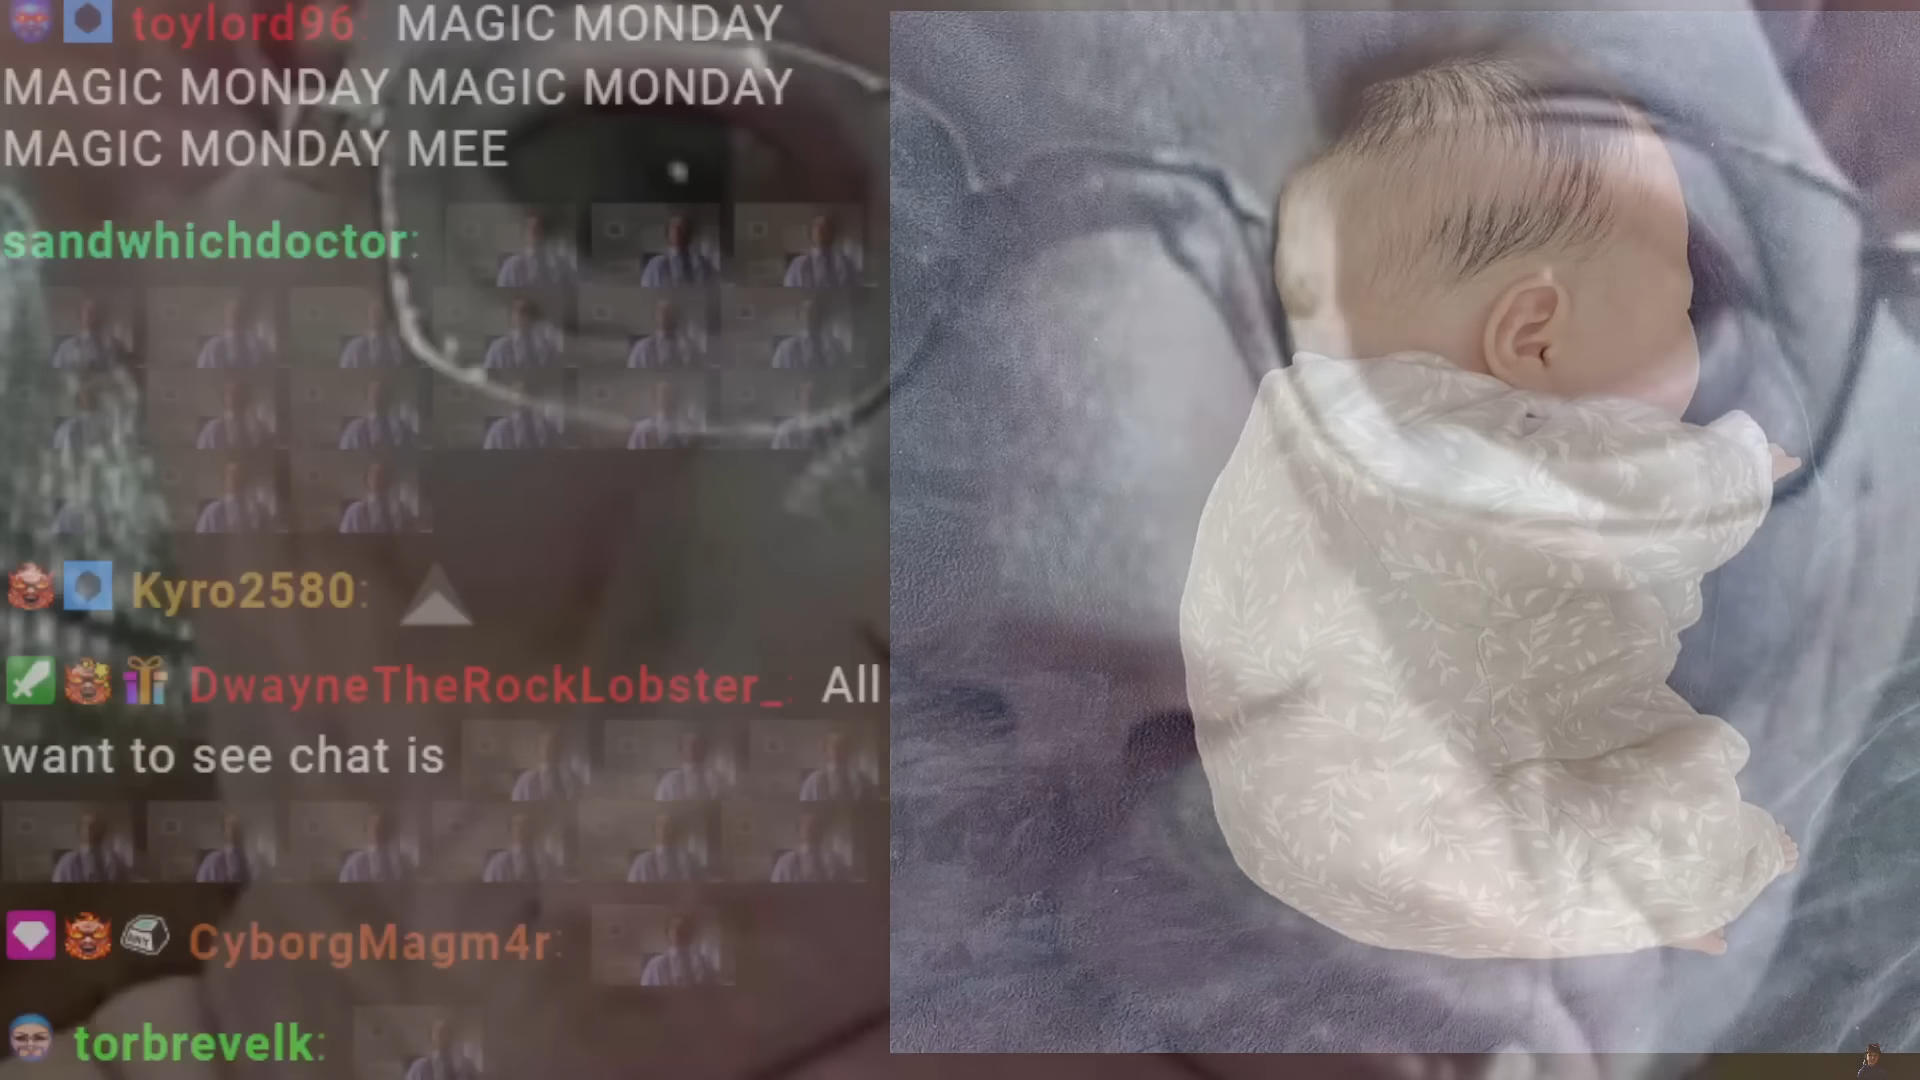 toylord96: MAGIC MONDAY
MAGIC MONDAY MAGIC MONDAY
MAGIC MONDAY MEE
sandwhichdoctor:
Kyro2580:
DwayneTheRockLobster_: All
want to see chat is
CyborgMagm4r:
torbrevelk: